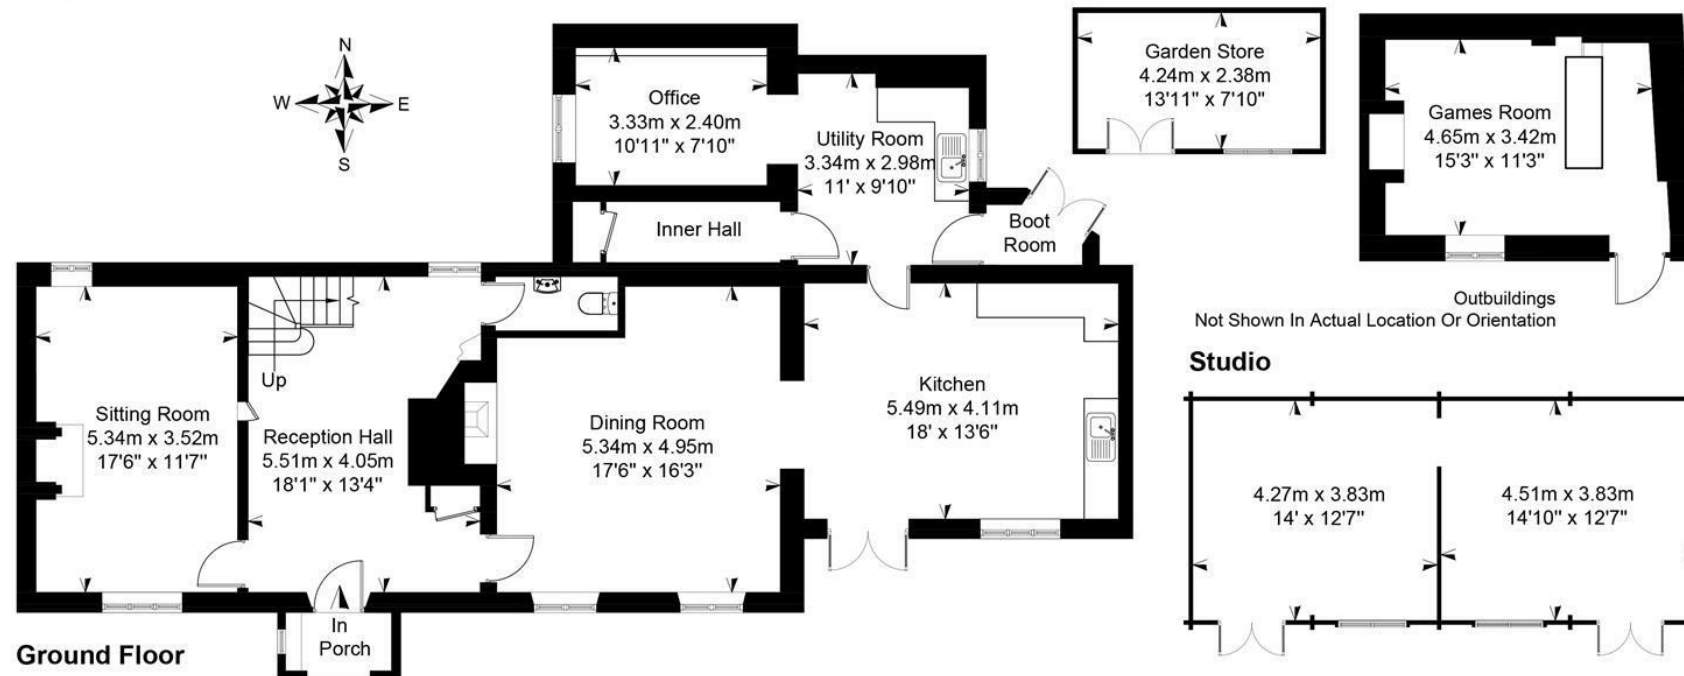 N
W
E
S
Office
3.33m x 2.40m
10'11" x 7'10"
Utility Room
3.34m x 2.98m
11' x 9'10"
Garden Store
4.24m x 2.38m
13'11" x 7'10"
Games Room
4.65m x 3.42m
15'3" x 11'3"
Inner Hall
Boot
Room
Outbuildings
Not Shown In Actual Location Or Orientation
Up
Sitting Room
5.34m x 3.52m
17'6" x 11'7"
Reception Hall
5.51m x 4.05m
18'1" x 13'4"
Dining Room
5.34m x 4.95m
17'6" x 16'3"
Kitchen
5.49m x 4.11m
18' x 13'6"
Studio
4.27m x 3.83m
14' x 12'7"
4.51m x 3.83m
14'10" x 12'7"
In
Porch
Ground Floor